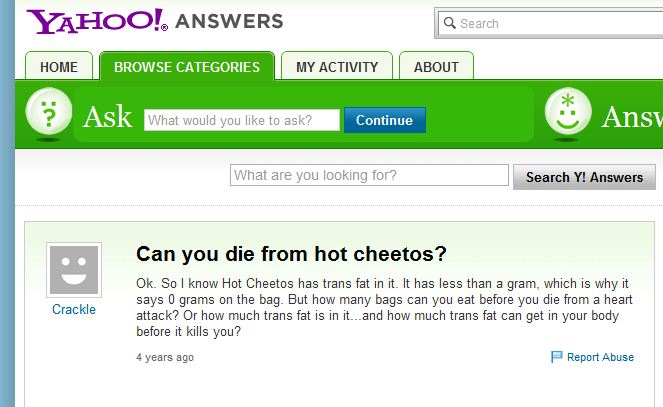 YAHOO! ANSWERS
Search
HOME
BROWSE CATEGORIES
MY ACTIVITY
ABOUT
Ask
What would you like to ask?
Continue
Answ
What are you looking for?
Search Y! Answers
Can you die from hot cheetos?
Ok. So I know Hot Cheetos has trans fat in it. It has less than a gram, which is why it
says 0 grams on the bag. But how many bags can you eat before you die from a heart
attack? Or how much trans fat is in it...and how much trans fat can get in your body
before it kills you?
Crackle
4 years ago
Report Abuse